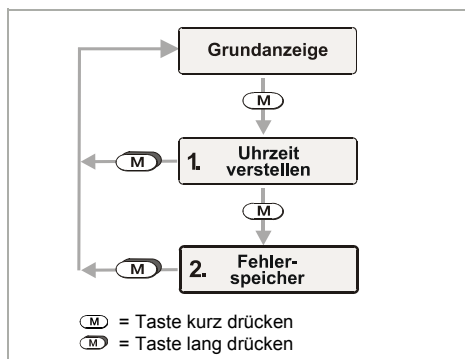 Grundanzeige
M
M 1. Uhrzeit
verstellen
M
M 2. Fehler-
speicher
M = Taste kurz drücken
M = Taste lang drücken